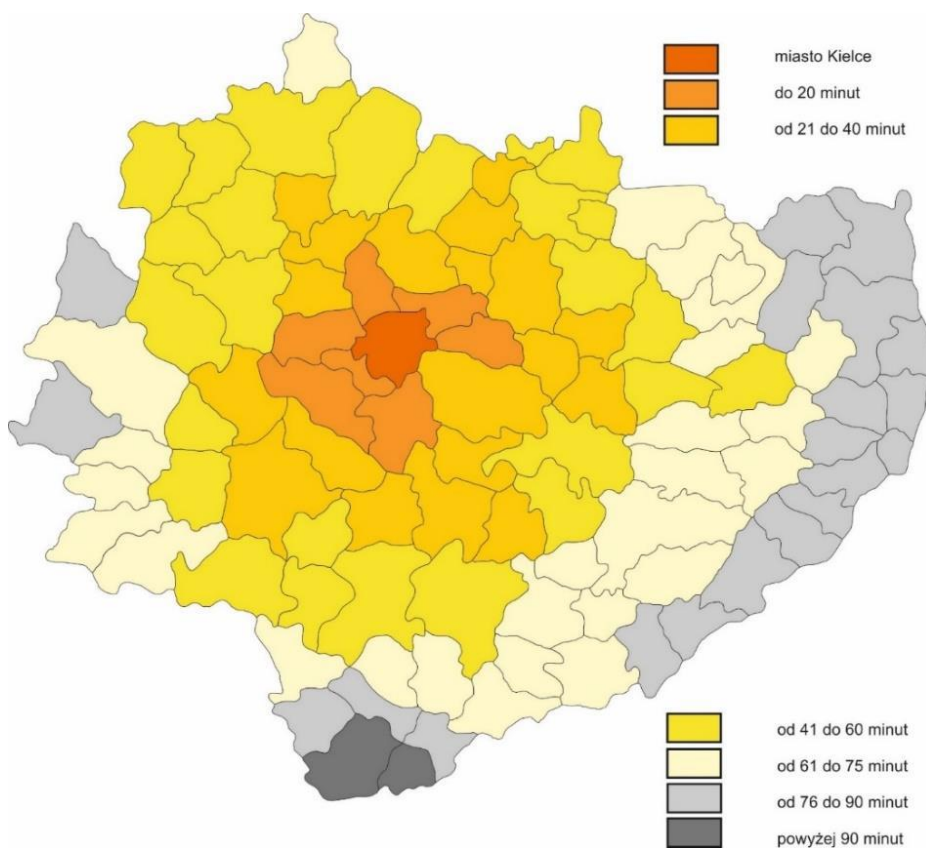 miasto Kielce
do 20 minut
od 21 do 40 minut
od 41 do 60 minut
od 61 do 75 minut
od 76 do 90 minut
powyżej 90 minut